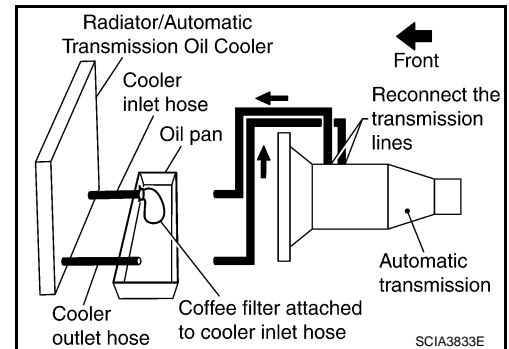 Radiator/Automatic
Transmission Oil Cooler
Cooler
inlet hose
Oil pan
Front
Reconnect the
transmission
lines
Automatic
transmission
Cooler
outlet hose
Coffee filter attached
to cooler inlet hose
SCIA3833E